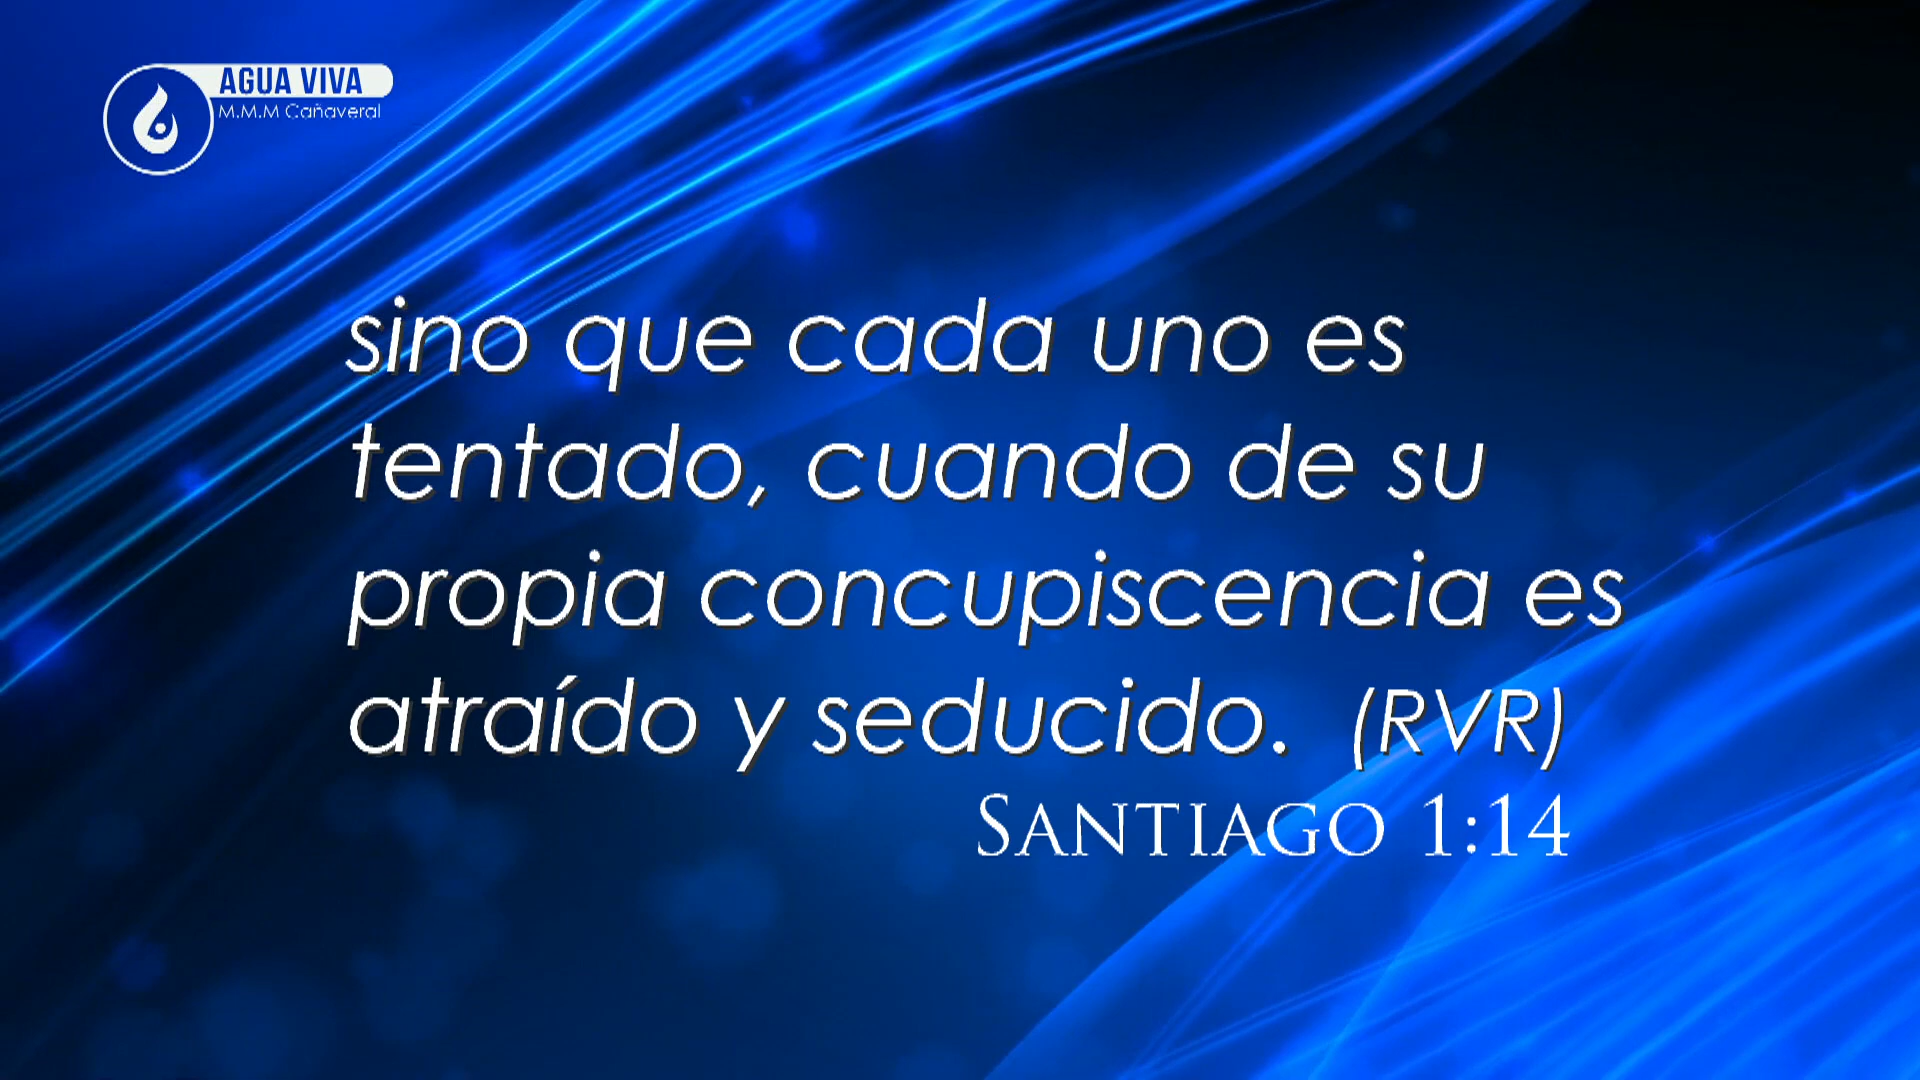 AGUA VIVA
M.M.M Cañaveral
sino que cada uno es
tentado, cuando de su
propia concupiscencia es
atraído y seducido. (RVR)
SANTIAGO 1:14